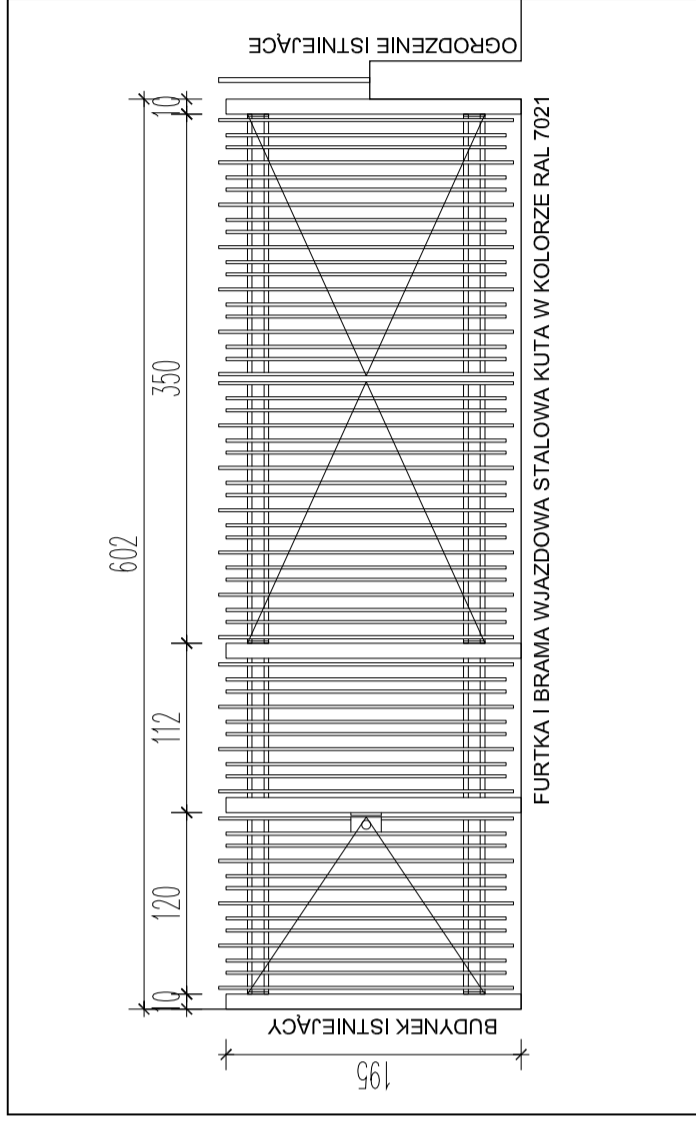 602
10
120
112
350
10
195
BUDYNEK ISTNIEJĄCY
OGRODZENIE ISTNIEJĄCE
FURTKA I BRAMA WJAZDOWA STALOWA KUTA W KOLORZE RAL 7021